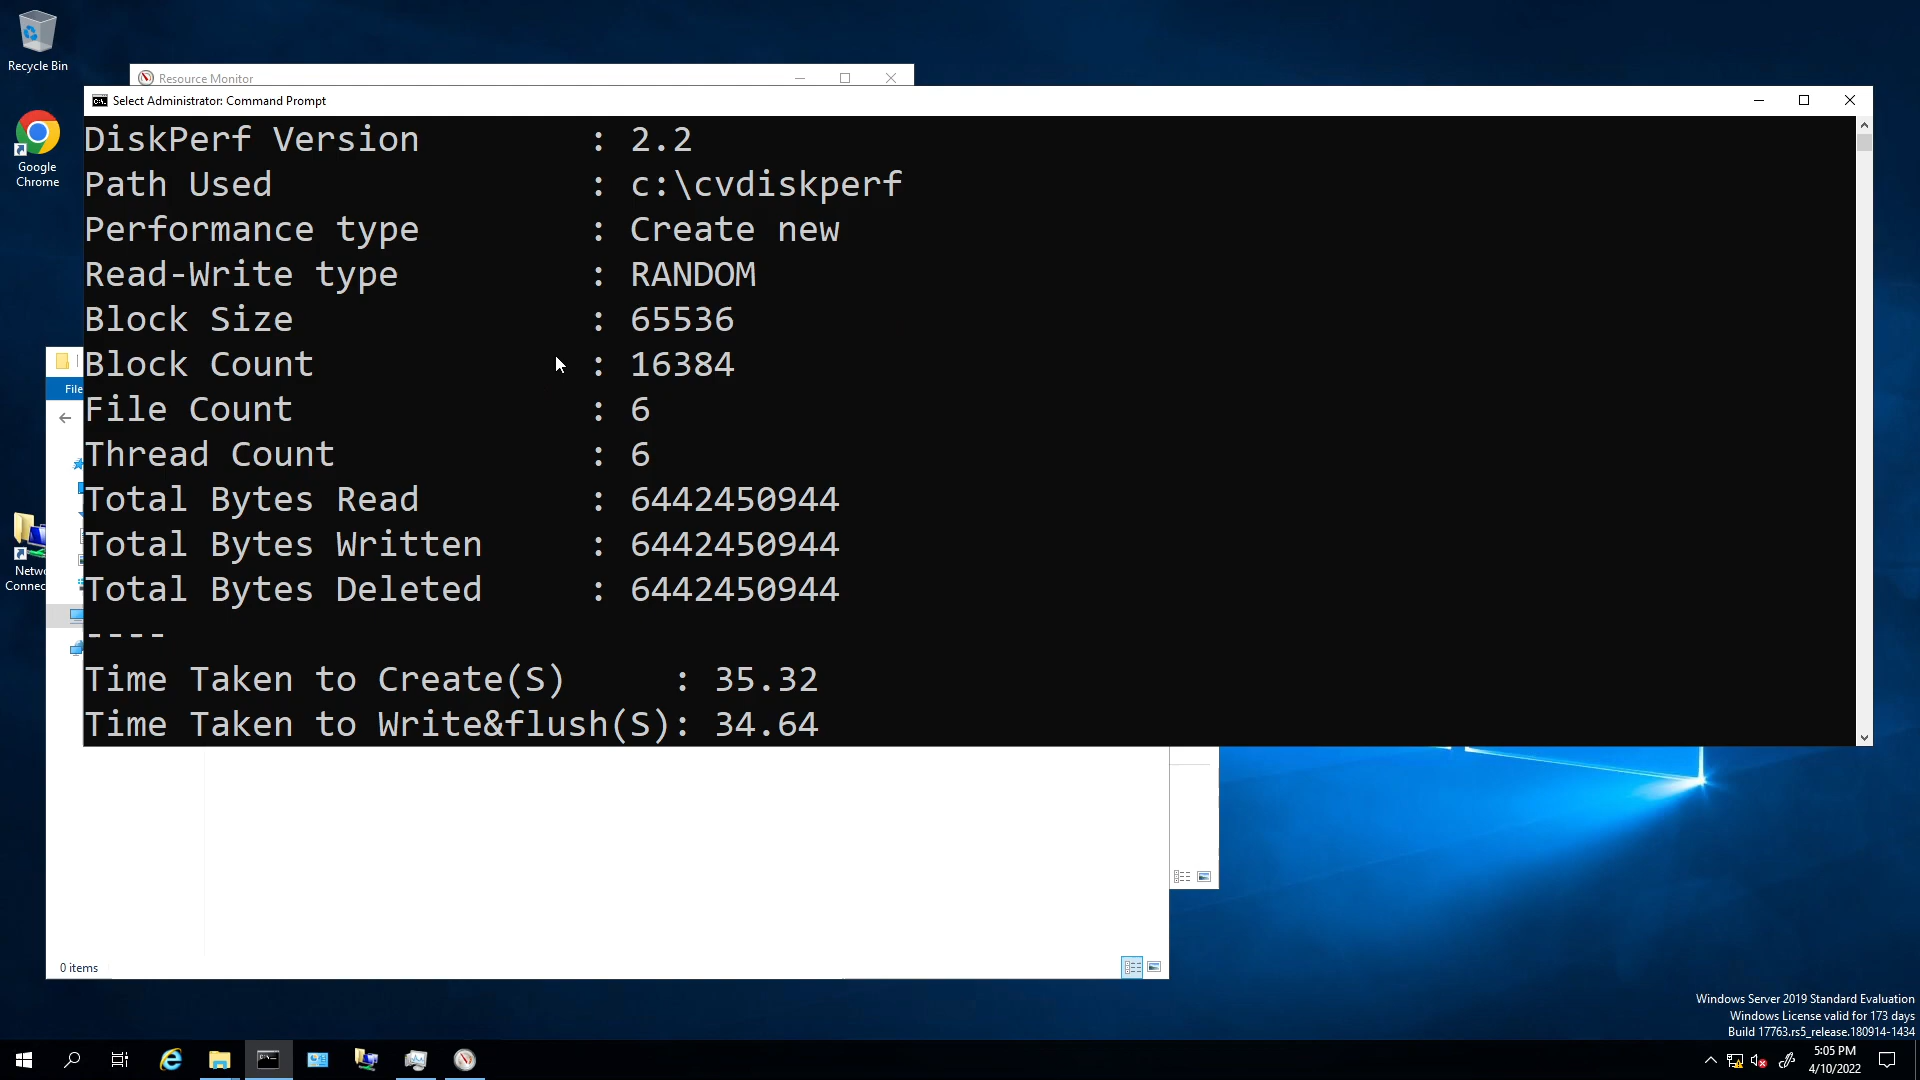 Recycle Bin
Resource Monitor
Select Administrator: Command Prompt
Google
Chrome
DiskPerf Version : 2.2
Path Used : c:\cvdiskperf
Performance type : Create new
Read-Write type : RANDOM
Block Size : 65536
Block Count : 16384
File Count : 6
Thread Count : 6
Total Bytes Read : 6442450944
Total Bytes Written : 6442450944
Total Bytes Deleted : 6442450944
----
Time Taken to Create(S) : 35.32
Time Taken to Write&flush(S): 34.64
File
Netwo
Connec
0 items
Windows Server 2019 Standard Evaluation
Windows License valid for 173 days
Build 17763.rs5_release.180914-1434
5:05 PM
4/10/2022